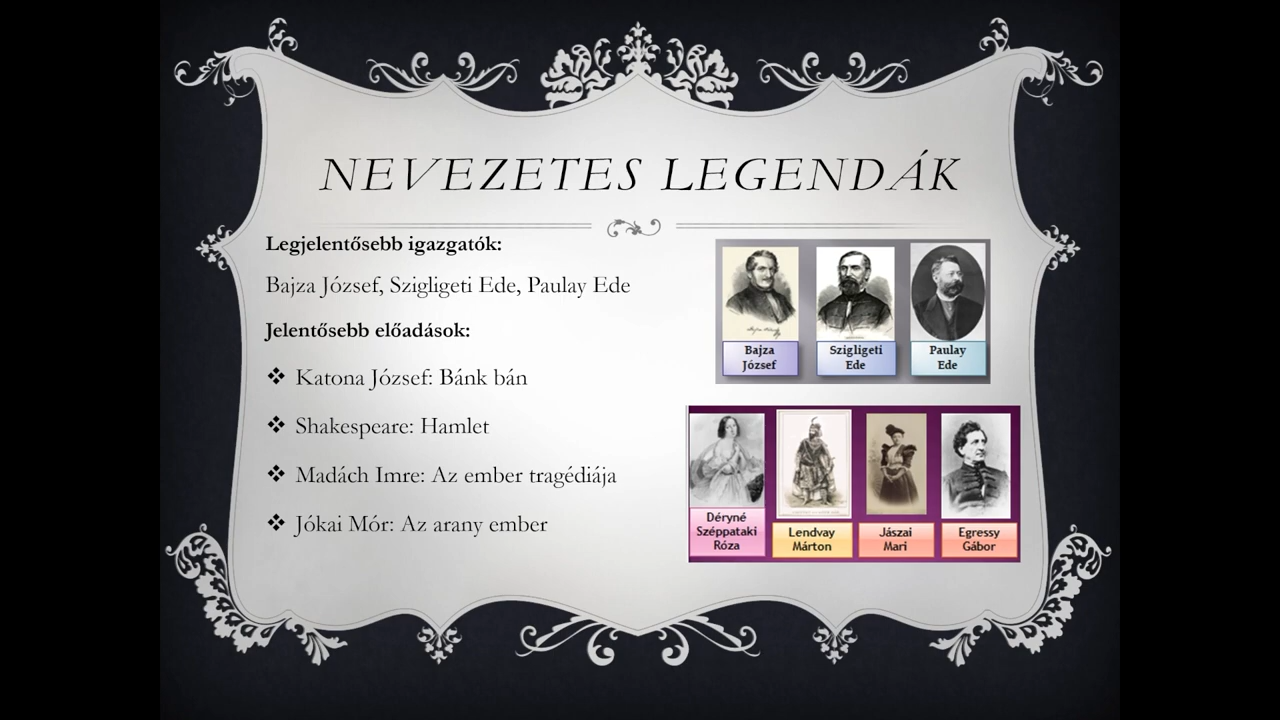 NEVEZETES LEGENDÁK
Legjelentősebb igazgatók:
Bajza József, Szigligeti Ede, Paulay Ede
Jelentősebb előadások:
❖ Katona József: Bánk bán
❖ Shakespeare: Hamlet
❖ Madách Imre: Az ember tragédiája
❖ Jókai Mór: Az arany ember
Bajza
József
Szigligeti
Ede
Paulay
Ede
Déryné
Széppataki
Róza
Lendvay
Márton
Jászai
Mari
Egressy
Gábor